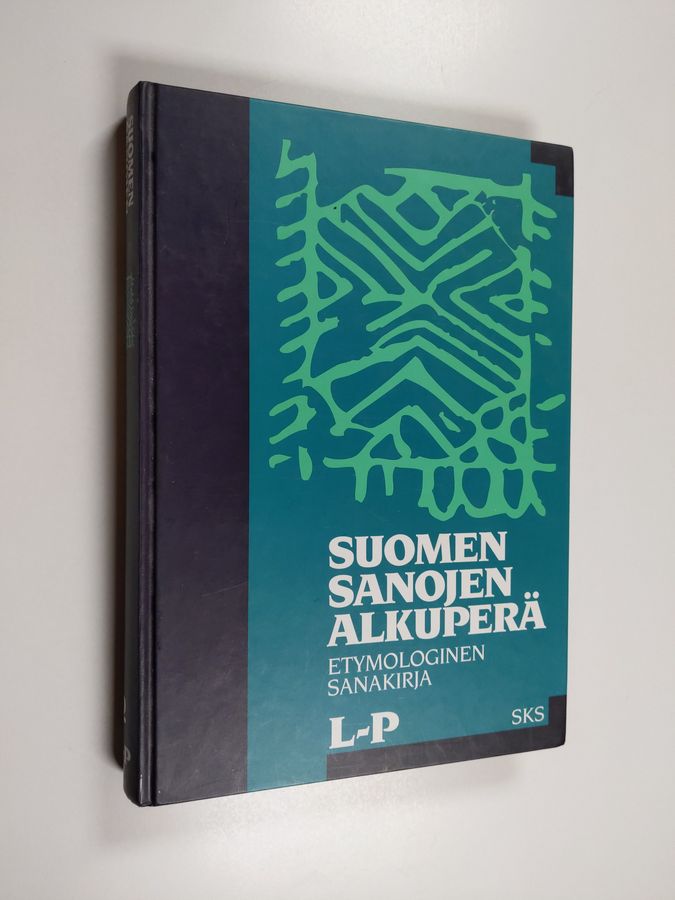 SUOMEN
SUOMEN
SANOJEN
ALKUPERÄ
ETYMOLOGINEN
SANAKIRJA
L-P
SKS